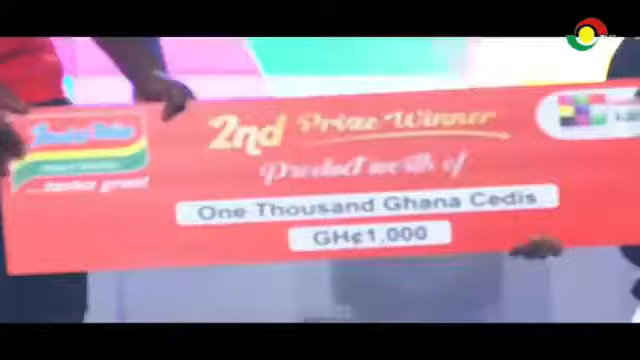 2nd Prize Winner
Product worth of
One Thousand Ghana Cedis
GH¢1,000